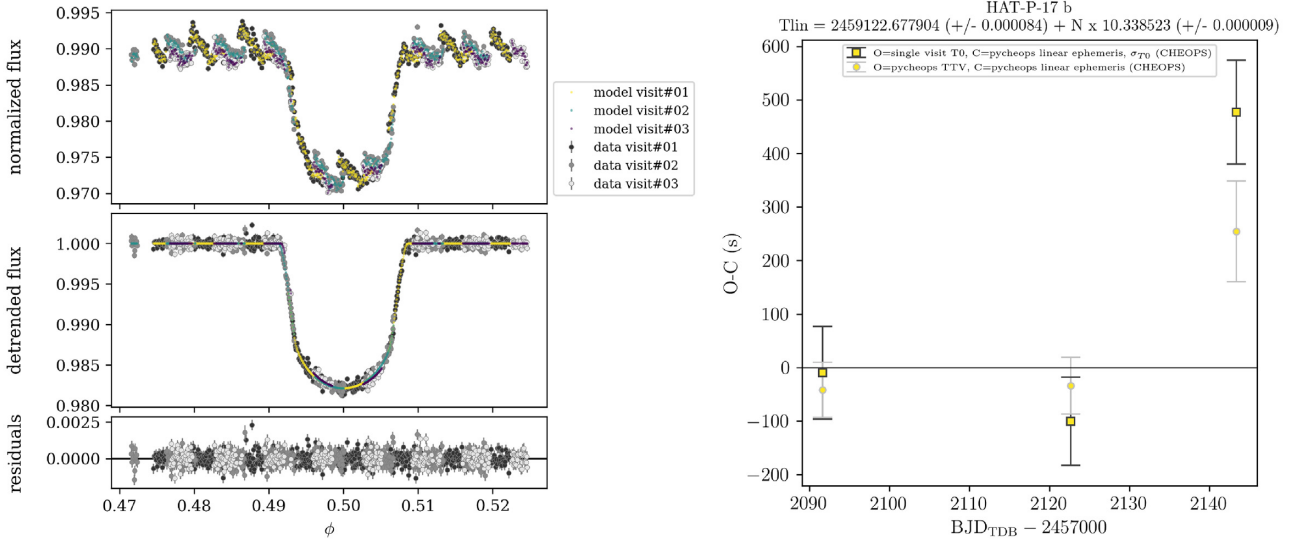 normalized flux
0.990
0.985
0.980
0.975
0.970
model visit#01
model visit#02
model visit#03
data visit#01
data visit#02
data visit#03
detrended flux
1.000
0.995
0.990
0.985
0.980
residuals
0.0025
0.0000
0.47 0.48 0.49 0.50 0.51 0.52
ϕ
HAT-P-17 b
Tlin = 2459122.677904 (+/- 0.000084) + N x 10.338523 (+/- 0.000009)
O=single visit T0, C=pycheops linear ephemeris, σT0 (CHEOPS)
O=pycheops TTV, C=pycheops linear ephemeris (CHEOPS)
O-C (s)
600
500
400
300
200
100
0
−100
−200
2090 2100 2110 2120 2130 2140
BJDTDB − 2457000